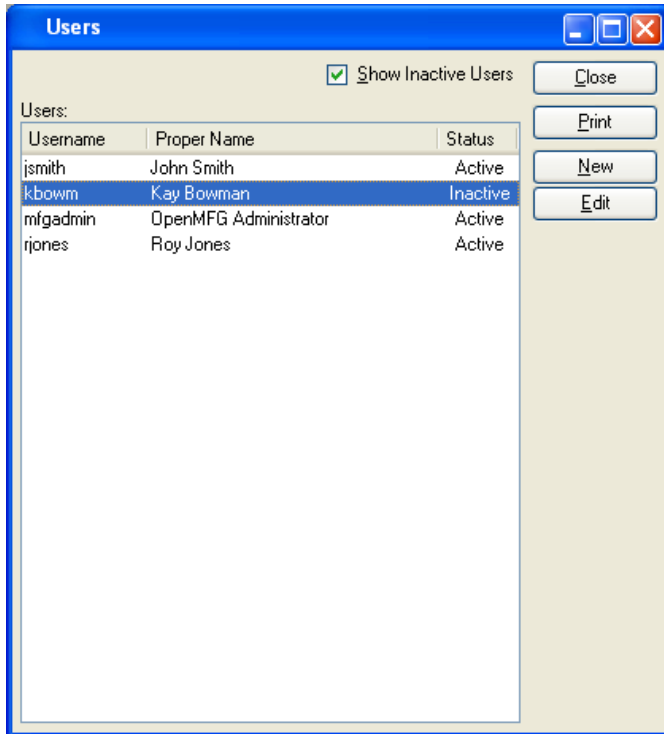 Users
Show Inactive Users
Close
Users:
Print
Username Proper Name Status
New
jsmith John Smith Active
kbowm Kay Bowman Inactive
Edit
mfgadmin OpenMFG Administrator Active
rjones Roy Jones Active